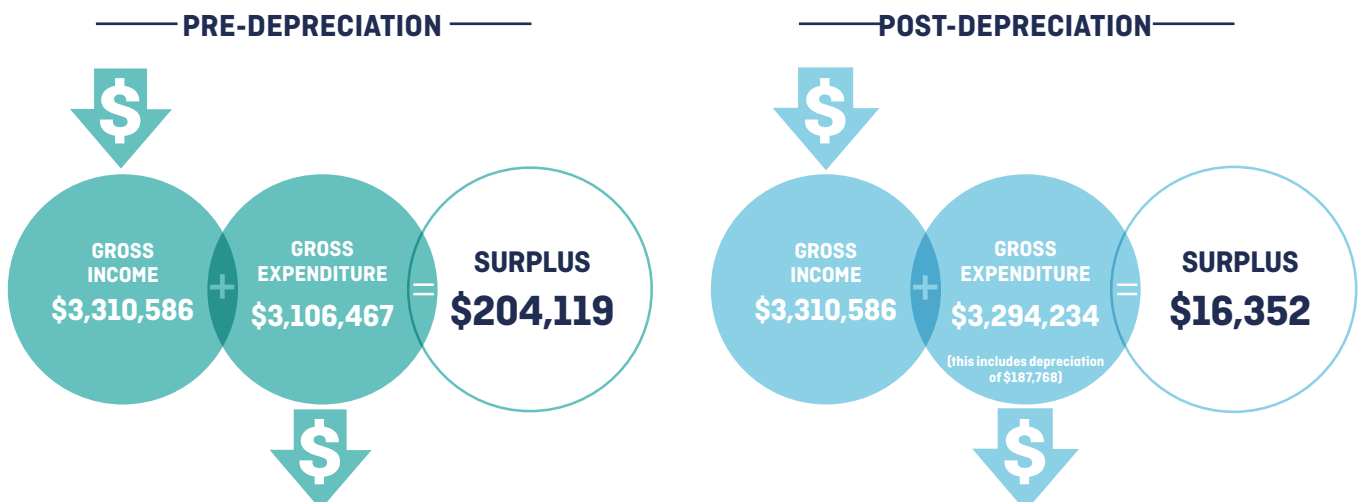 PRE-DEPRECIATION
$
GROSS
INCOME
$3,310,586
+
GROSS
EXPENDITURE
$3,106,467
=
SURPLUS
$204,119
$
POST-DEPRECIATION
$
GROSS
INCOME
$3,310,586
+
GROSS
EXPENDITURE
$3,294,234
(this includes depreciation
of $187,768)
=
SURPLUS
$16,352
$